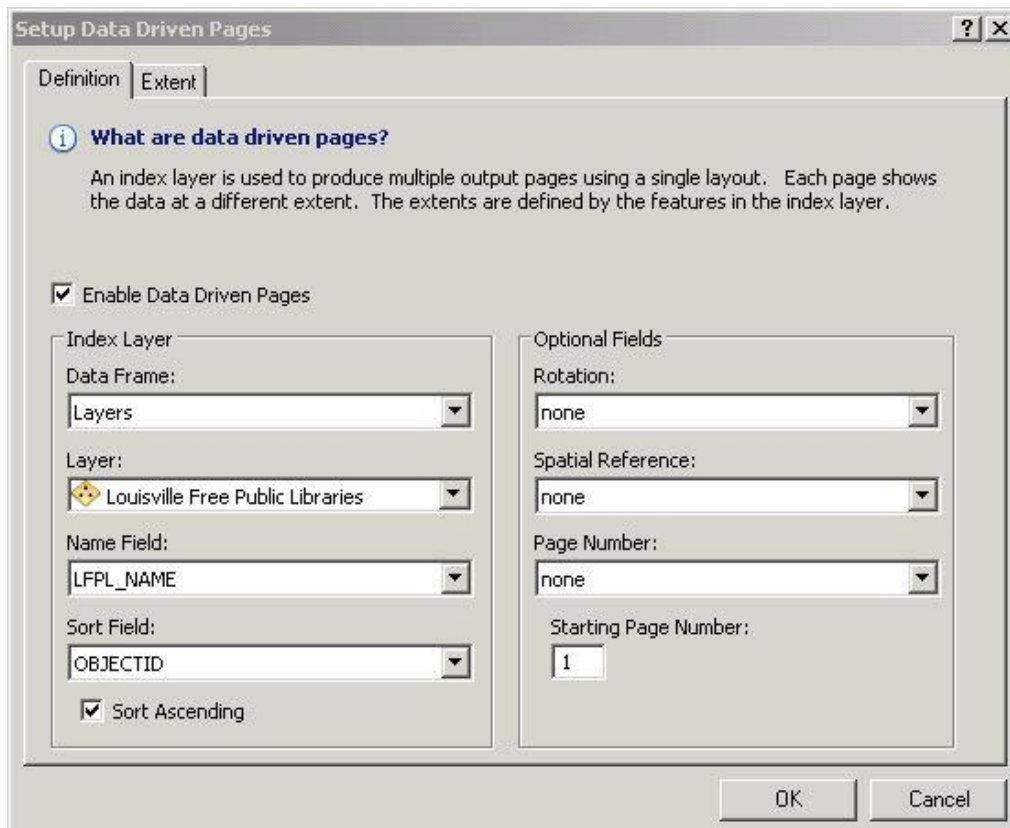 Setup Data Driven Pages
Definition
Extent
What are data driven pages?
An index layer is used to produce multiple output pages using a single layout. Each page shows
the data at a different extent. The extents are defined by the features in the index layer.
Enable Data Driven Pages
Index Layer
Data Frame:
Layers
Layer:
Louisville Free Public Libraries
Name Field:
LFPL_NAME
Sort Field:
OBJECTID
Sort Ascending
Optional Fields
Rotation:
none
Spatial Reference:
none
Page Number:
none
Starting Page Number:
1
OK
Cancel